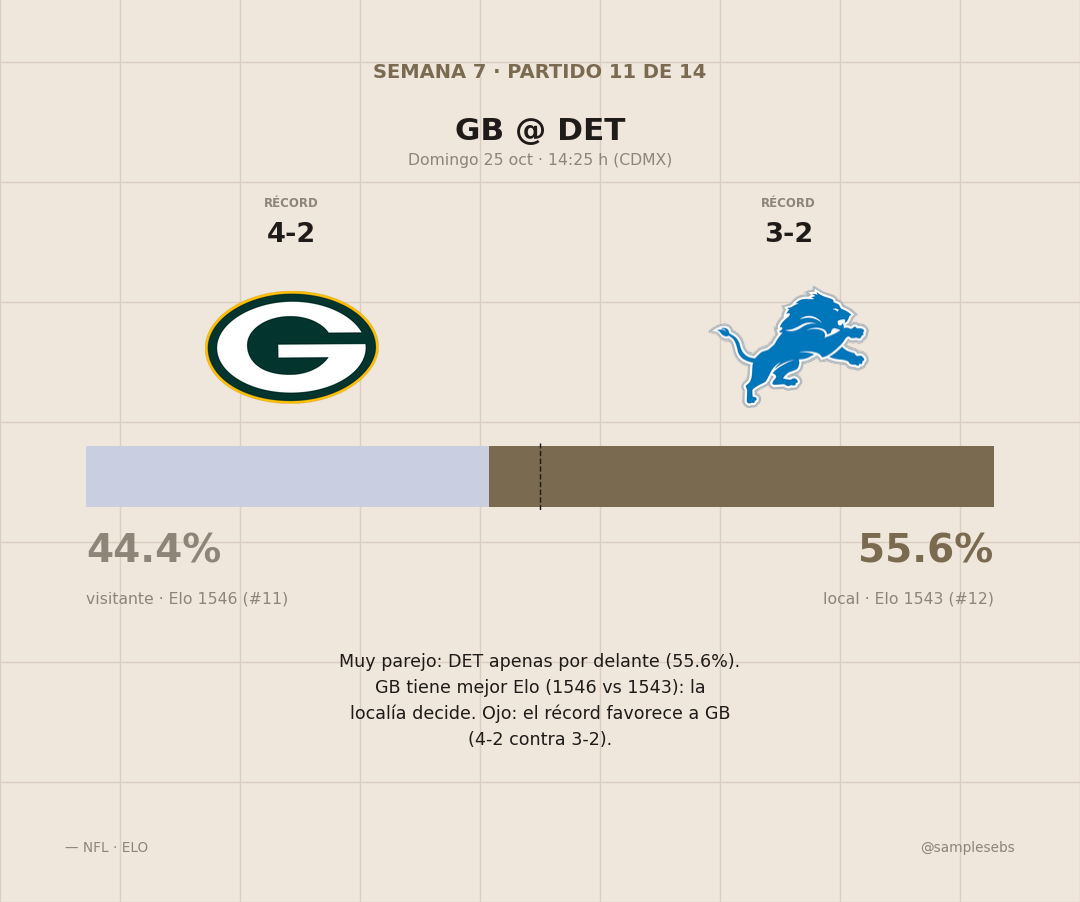 SEMANA 7 · PARTIDO 11 DE 14
GB @ DET
Domingo 25 oct · 14:25 h (CDMX)
RÉCORD
4-2
RÉCORD
3-2
G
44.4%
55.6%
visitante · Elo 1546 (#11)
local · Elo 1543 (#12)
Muy parejo: DET apenas por delante (55.6%).
GB tiene mejor Elo (1546 vs 1543): la
localía decide. Ojo: el récord favorece a GB
(4-2 contra 3-2).
— NFL · ELO
@samplesebs